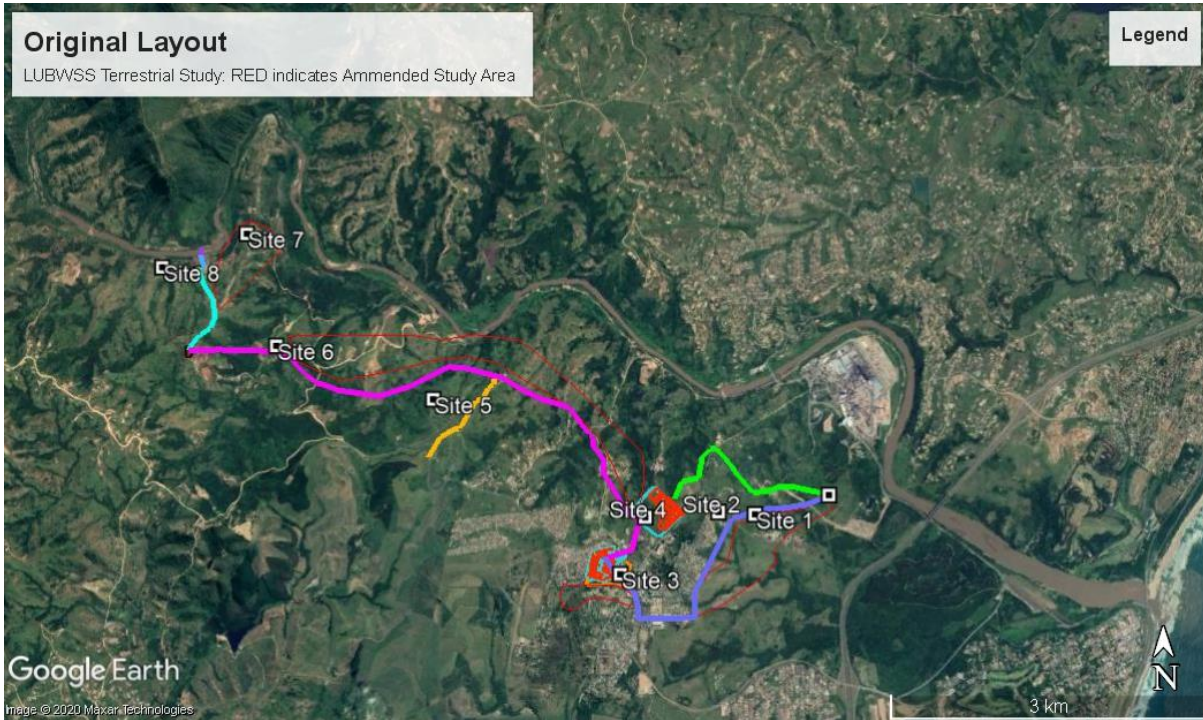 Original Layout
LUBWSS Terrestrial Study: RED indicates Ammended Study Area
Legend
Site 7
Site 8
Site 6
Site 5
Site 4
Site 2
Site 1
Site 3
Google Earth
N
Image © 2020 Maxar Technologies
3 km